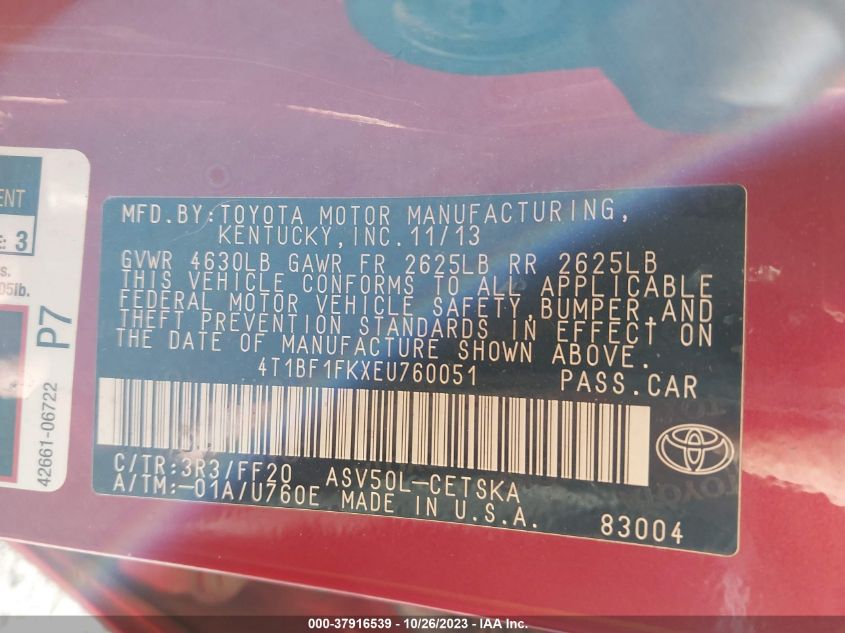 ENT
E: 3
s.
05lb.
P7
42661-06722
MFD.BY:TOYOTA MOTOR MANUFACTURING,
KENTUCKY,INC.11/13
GVWR 4630LB GAWR FR 2625LB RR 2625LB
THIS VEHICLE CONFORMS TO ALL APPLICABLE
FEDERAL MOTOR VEHICLE SAFETY,BUMPER,AND
THEFT PREVENTION STANDARDS IN EFFECT ON
THE DATE OF MANUFACTURE SHOWN ABOVE.
4T1BF1FKXEU760051 PASS.CAR
C/TR:3R3/FF20 ASV50L-CETSKA
A/TM:-01A/U760E MADE IN U.S.A.
83004
000-37916539 - 10/26/2023 - IAA Inc.